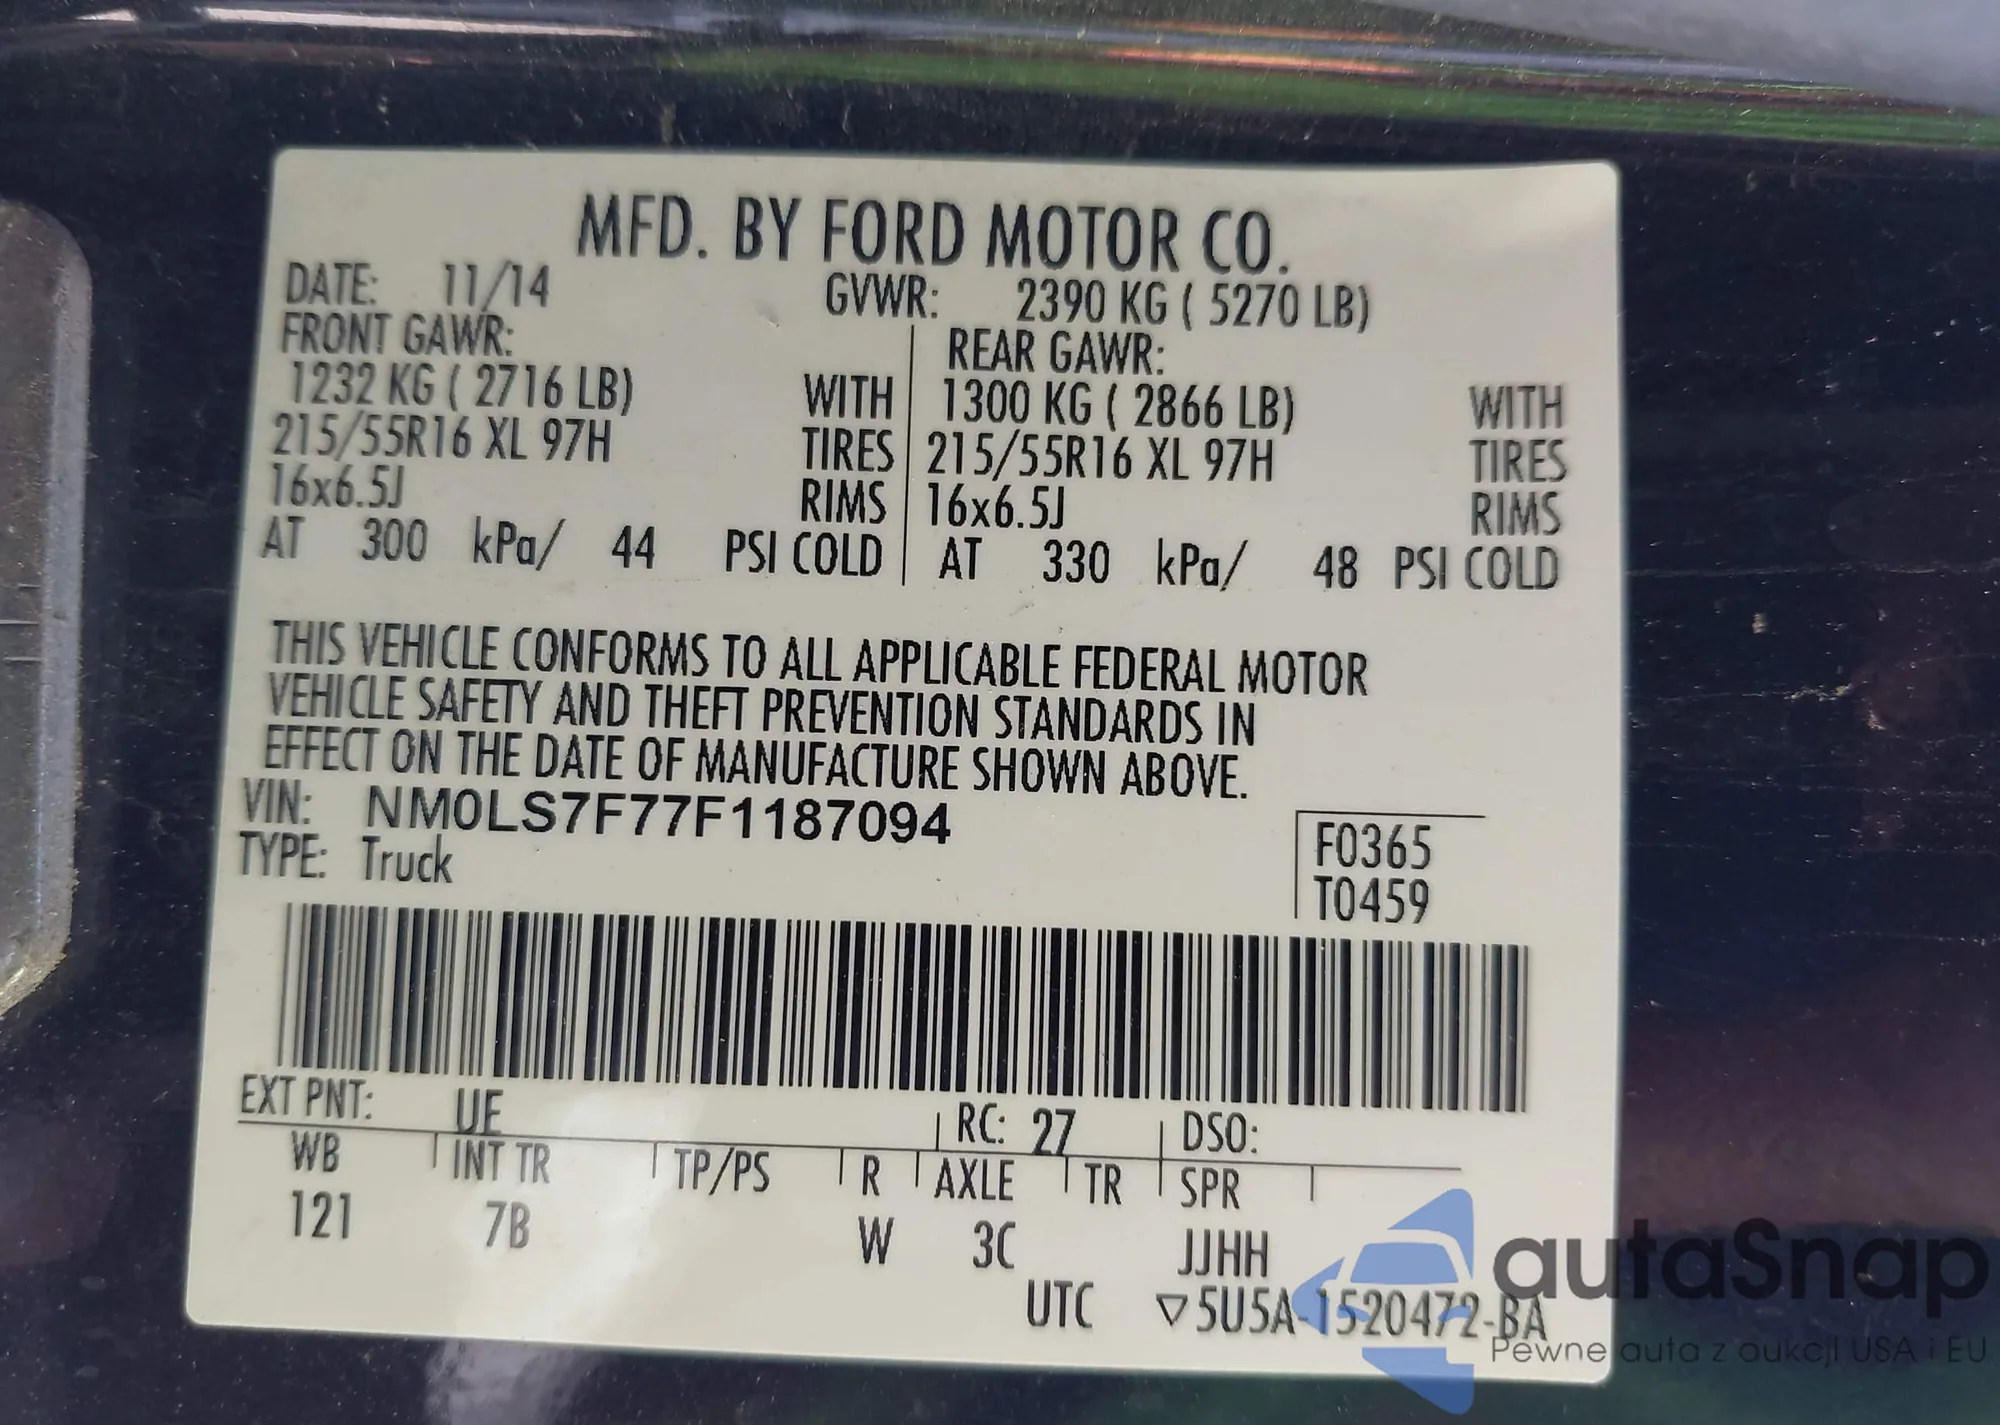 MFD. BY FORD MOTOR CO.
DATE: 11/14 GVWR: 2390 KG ( 5270 LB)
FRONT GAWR: REAR GAWR:
1232 KG ( 2716 LB) WITH 1300 KG ( 2866 LB) WITH
215/55R16 XL 97H TIRES 215/55R16 XL 97H TIRES
16x6.5J RIMS 16x6.5J RIMS
AT 300 kPa/ 44 PSI COLD AT 330 kPa/ 48 PSI COLD
THIS VEHICLE CONFORMS TO ALL APPLICABLE FEDERAL MOTOR
VEHICLE SAFETY AND THEFT PREVENTION STANDARDS IN
EFFECT ON THE DATE OF MANUFACTURE SHOWN ABOVE.
VIN: NM0LS7F77F1187094
TYPE: Truck
F0365
T0459
EXT PNT: UE RC: 27 DSO:
WB INT TR TP/PS R AXLE TR SPR
121 7B W 3C JJHH
UTC ▽5U5A-1520472-BA
autaSnap
Pewne auta z aukcji USA i EU